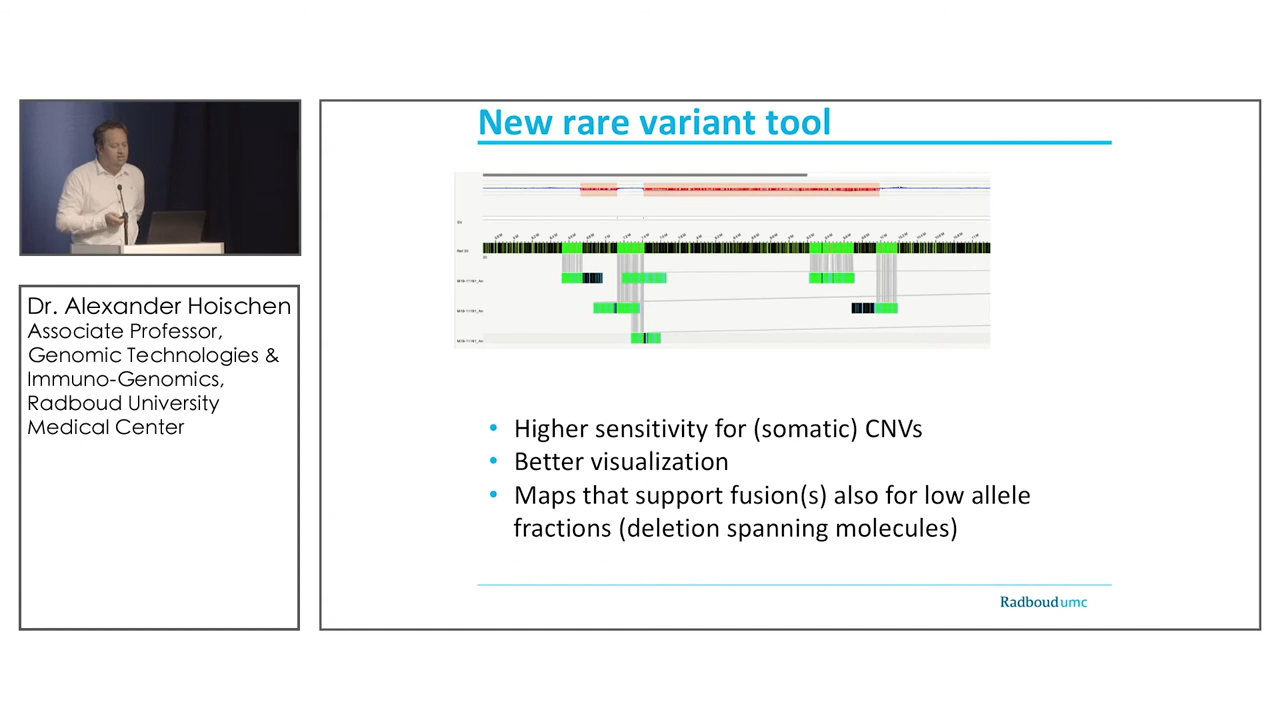 New rare variant tool
Dr. Alexander Hoischen
Associate Professor,
Genomic Technologies &
Immuno-Genomics,
Radboud University
Medical Center
• Higher sensitivity for (somatic) CNVs
• Better visualization
• Maps that support fusion(s) also for low allele
fractions (deletion spanning molecules)
Radboudumc